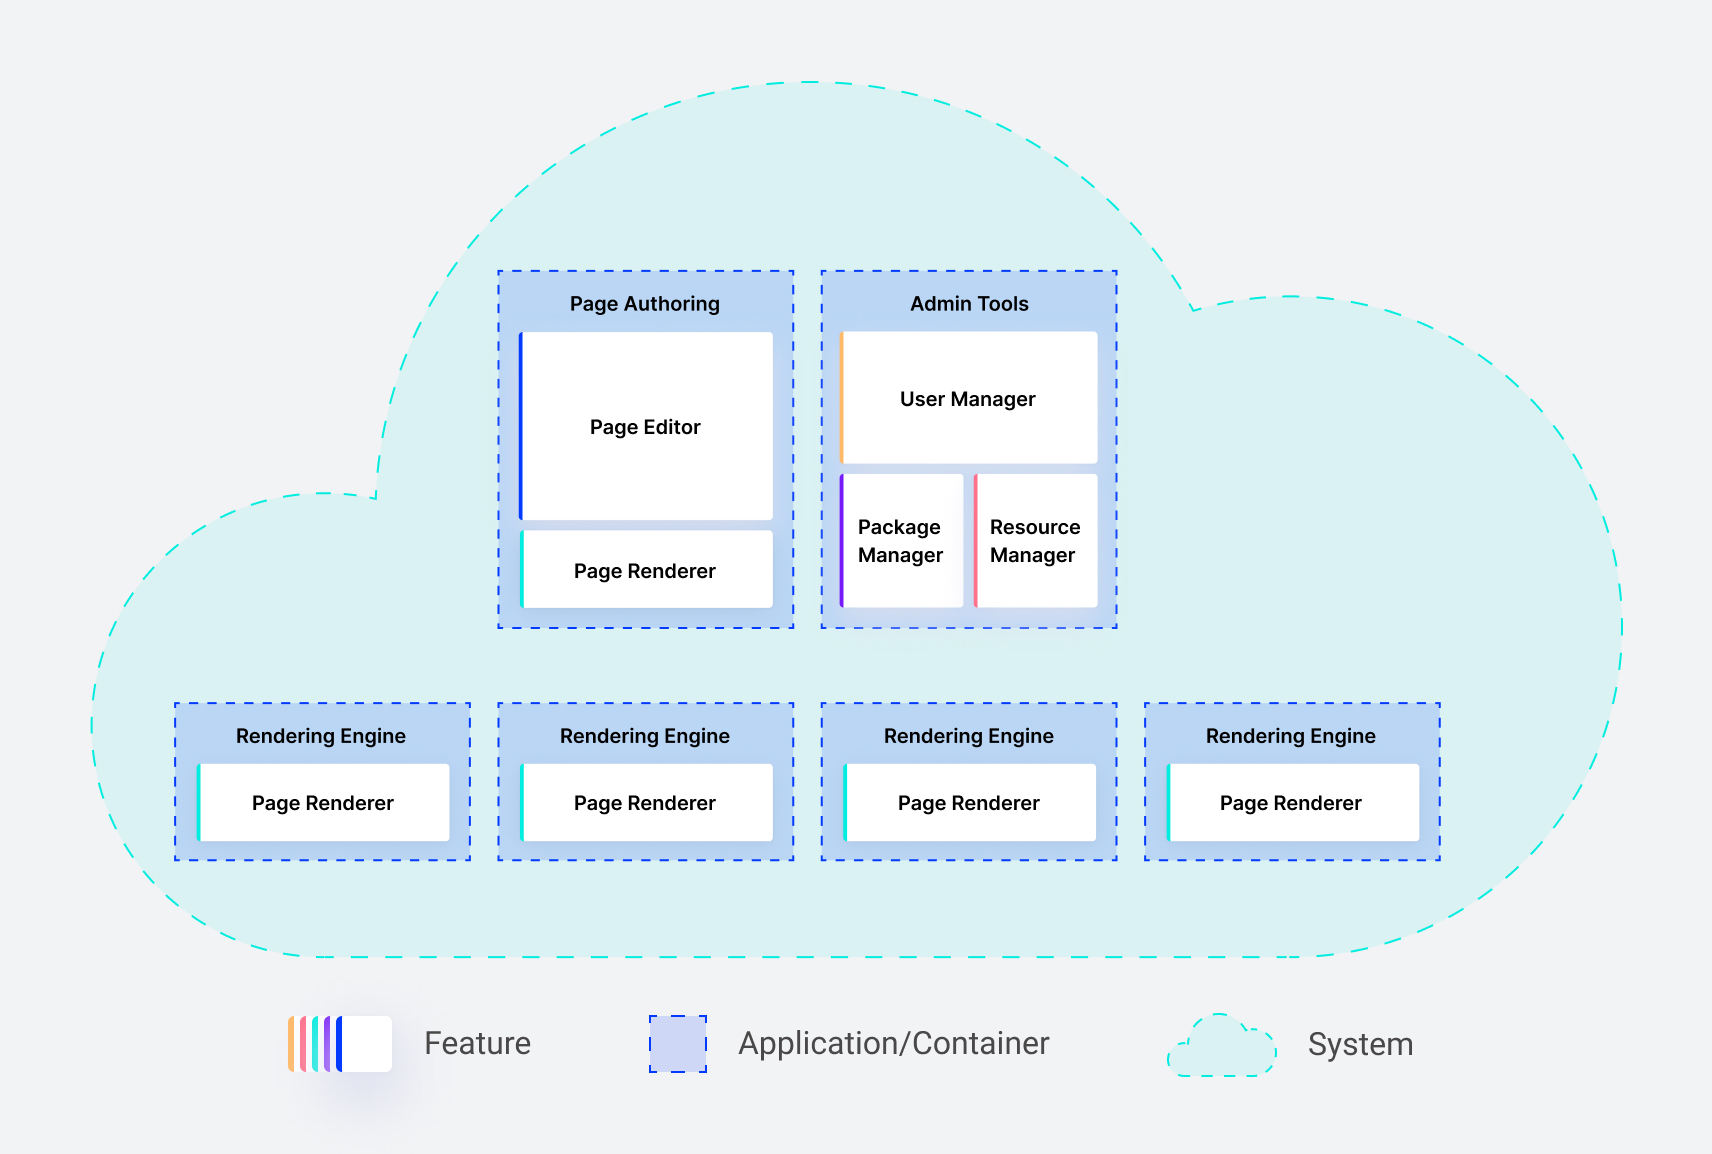 Page Authoring
Admin Tools
Page Editor
User Manager
Page Renderer
Package
Manager
Resource
Manager
Rendering Engine
Rendering Engine
Rendering Engine
Rendering Engine
Page Renderer
Page Renderer
Page Renderer
Page Renderer
Feature
Application/Container
System